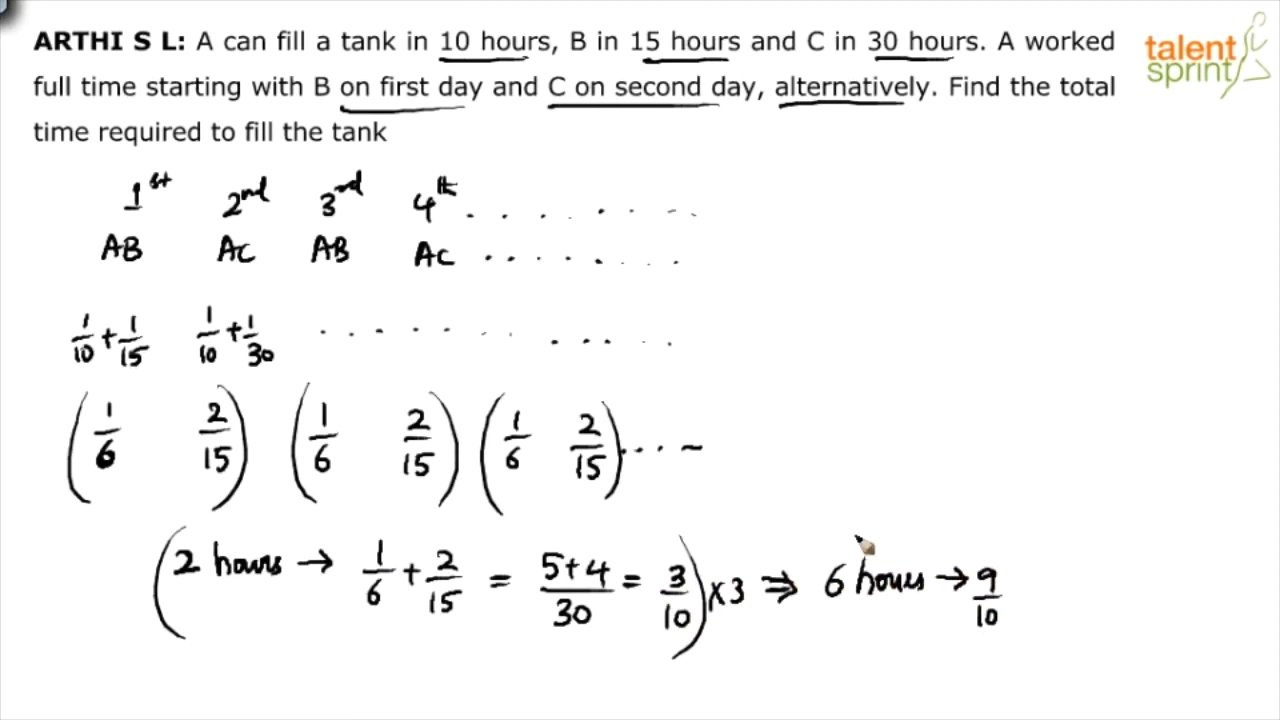 ARTHI S L: A can fill a tank in 10 hours, B in 15 hours and C in 30 hours. A worked
full time starting with B on first day and C on second day, alternatively. Find the total
time required to fill the tank
talent
sprint
1st 2nd 3rd 4th . . . . . . .
AB AC AB AC . . . . . . .
1/10 + 1/15 1/10 + 1/30 . . . . . . . . . .
(1/6 2/15) (1/6 2/15) (1/6 2/15) . . . .
(2 hours → 1/6 + 2/15 = 5+4/30 = 3/10) ×3 ⇒ 6 hours → 9/10